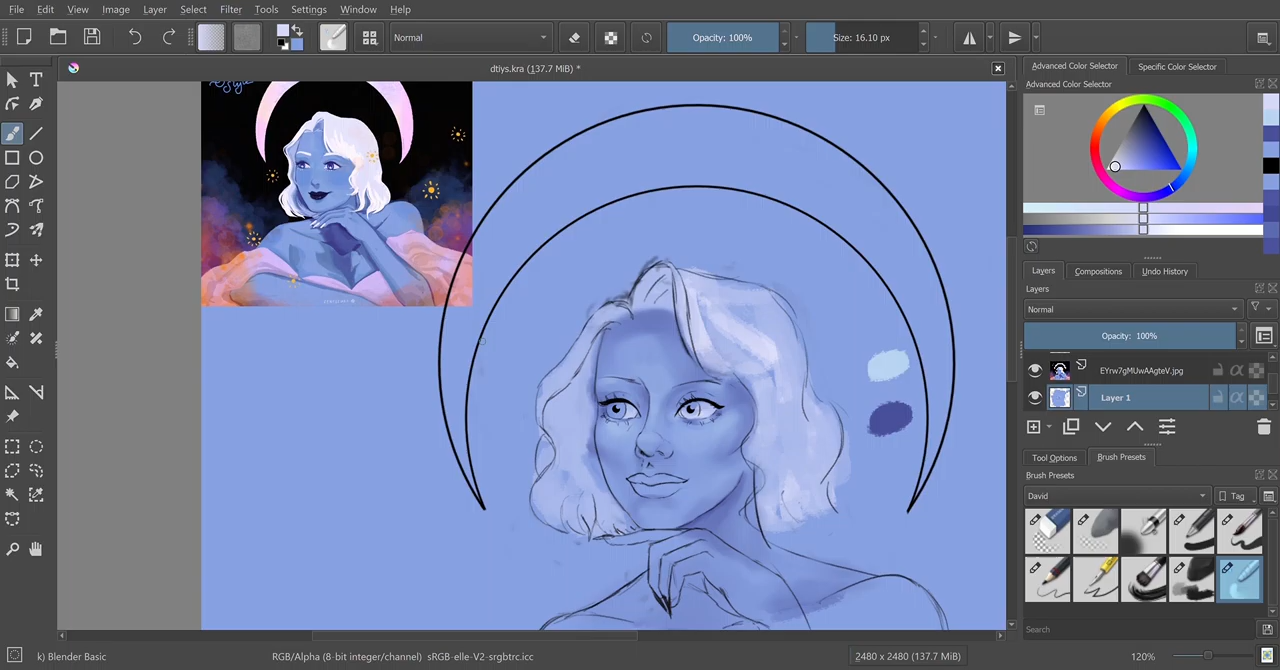 File Edit View Image Layer Select Filter Tools Settings Window Help
Normal Opacity: 100% Size: 16.10 px
dtiys.kra (137.7 MiB) *
Advanced Color Selector Specific Color Selector
Advanced Color Selector
Style
Layers Compositions Undo History
Layers
Normal
Opacity: 100%
EYrw7gMUwAAgteV.jpg
Layer 1
Tool Options Brush Presets
Brush Presets
David Tag
Search
k) Blender Basic RGB/Alpha (8-bit integer/channel) sRGB-elle-V2-srgbtrc.icc 2480 x 2480 (137.7 MiB) 120%